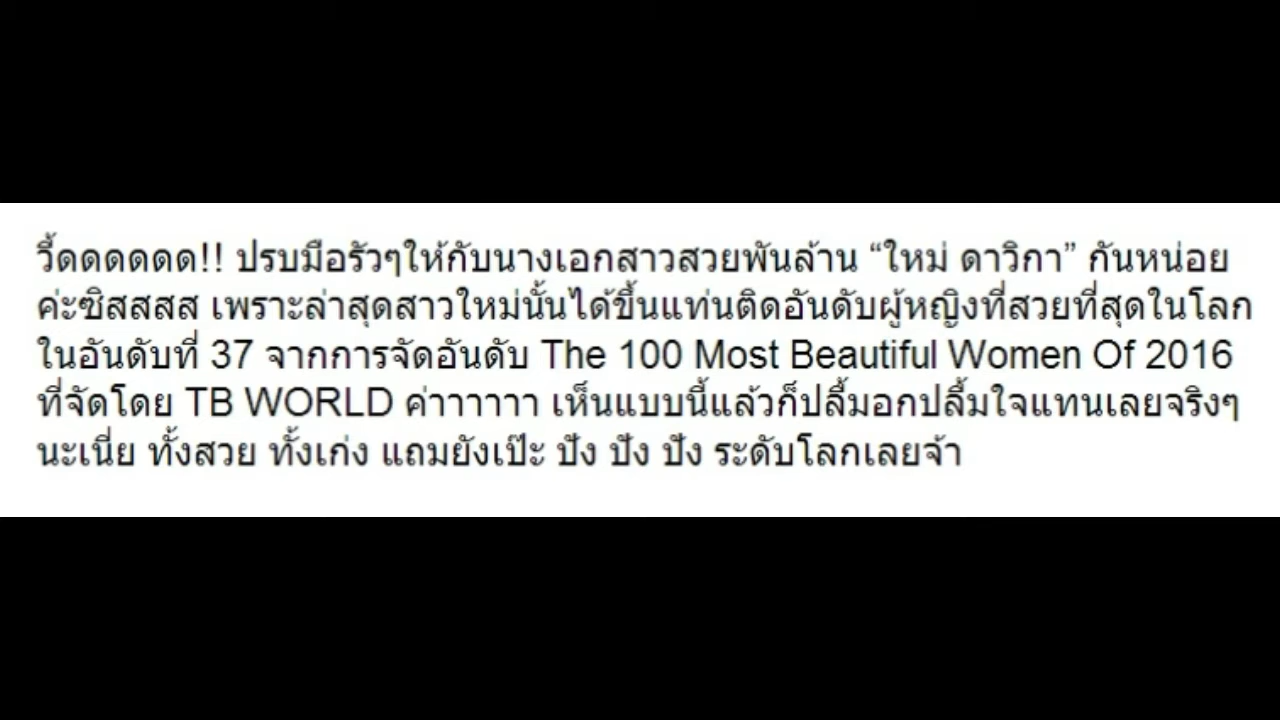 วี้ดดดดดด!! ปรบมือรัวๆให้กับนางเอกสาวสวยพันล้าน “ใหม่ ดาวิกา” กันหน่อย
ค่ะซิสสสส เพราะล่าสุดสาวใหม่นั้นได้ขึ้นแท่นติดอันดับผู้หญิงที่สวยที่สุดในโลก
ในอันดับที่ 37 จากการจัดอันดับ The 100 Most Beautiful Women Of 2016
ที่จัดโดย TB WORLD ค่าาาาาา เห็นแบบนี้แล้วก็ปลื้มอกปลื้มใจแทนเลยจริงๆ
นะเนี่ย ทั้งสวย ทั้งเก่ง แถมยังเป๊ะ ปัง ปัง ปัง ระดับโลกเลยจ้า